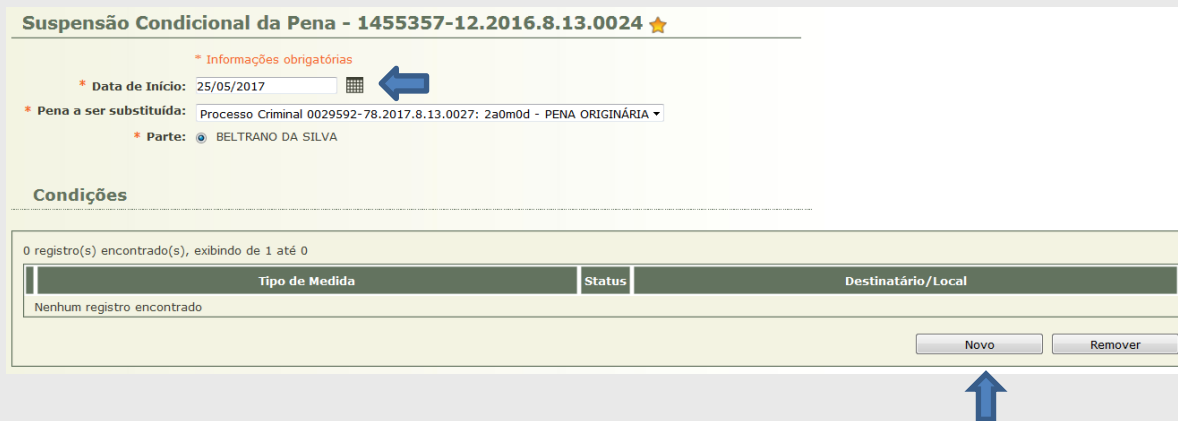 Suspensão Condicional da Pena - 1455357-12.2016.8.13.0024
* Informações obrigatórias
* Data de Início: 25/05/2017
* Pena a ser substituída: Processo Criminal 0029592-78.2017.8.13.0027: 2a0m0d - PENA ORIGINÁRIA
* Parte: BELTRANO DA SILVA
Condições
0 registro(s) encontrado(s), exibindo de 1 até 0
Tipo de Medida Status Destinatário/Local
Nenhum registro encontrado
Novo Remover